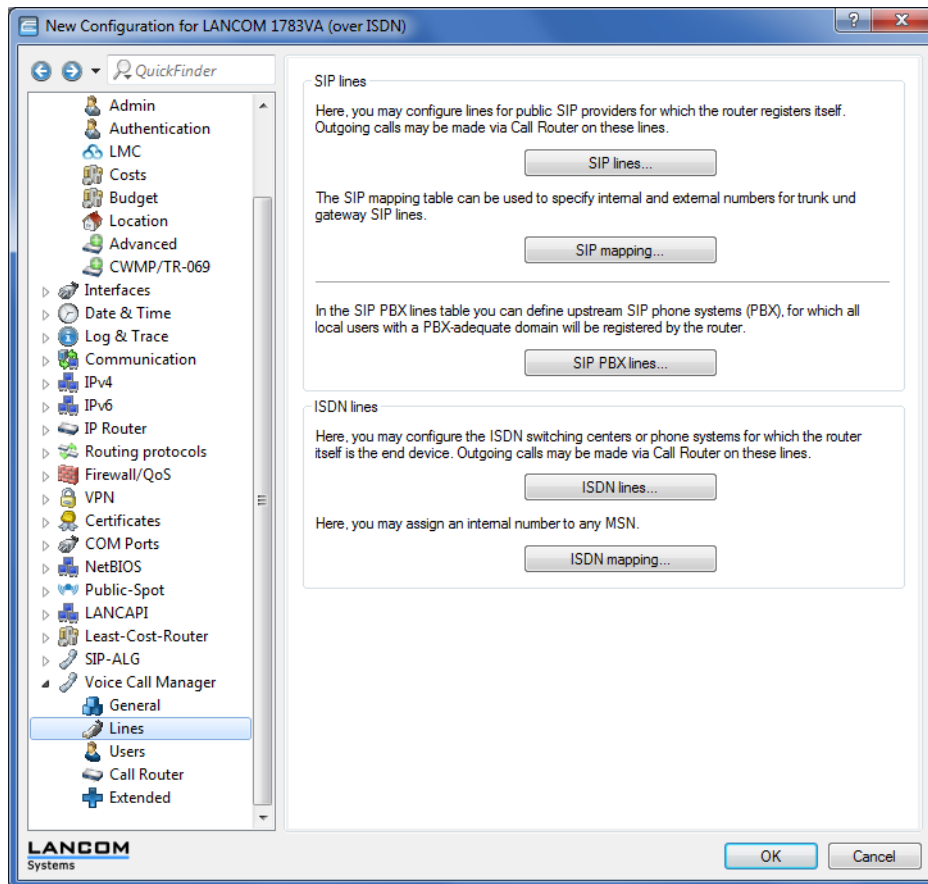 New Configuration for LANCOM 1783VA (over ISDN)
QuickFinder
Admin
Authentication
LMC
Costs
Budget
Location
Advanced
CWMP/TR-069
Interfaces
Date & Time
Log & Trace
Communication
IPv4
IPv6
IP Router
Routing protocols
Firewall/QoS
VPN
Certificates
COM Ports
NetBIOS
Public-Spot
LANCAPI
Least-Cost-Router
SIP-ALG
Voice Call Manager
General
Lines
Users
Call Router
Extended
SIP lines
Here, you may configure lines for public SIP providers for which the router registers itself.
Outgoing calls may be made via Call Router on these lines.
SIP lines...
The SIP mapping table can be used to specify internal and external numbers for trunk und
gateway SIP lines.
SIP mapping...
In the SIP PBX lines table you can define upstream SIP phone systems (PBX), for which all
local users with a PBX-adequate domain will be registered by the router.
SIP PBX lines...
ISDN lines
Here, you may configure the ISDN switching centers or phone systems for which the router
itself is the end device. Outgoing calls may be made via Call Router on these lines.
ISDN lines...
Here, you may assign an internal number to any MSN.
ISDN mapping...
LANCOM
Systems
OK
Cancel